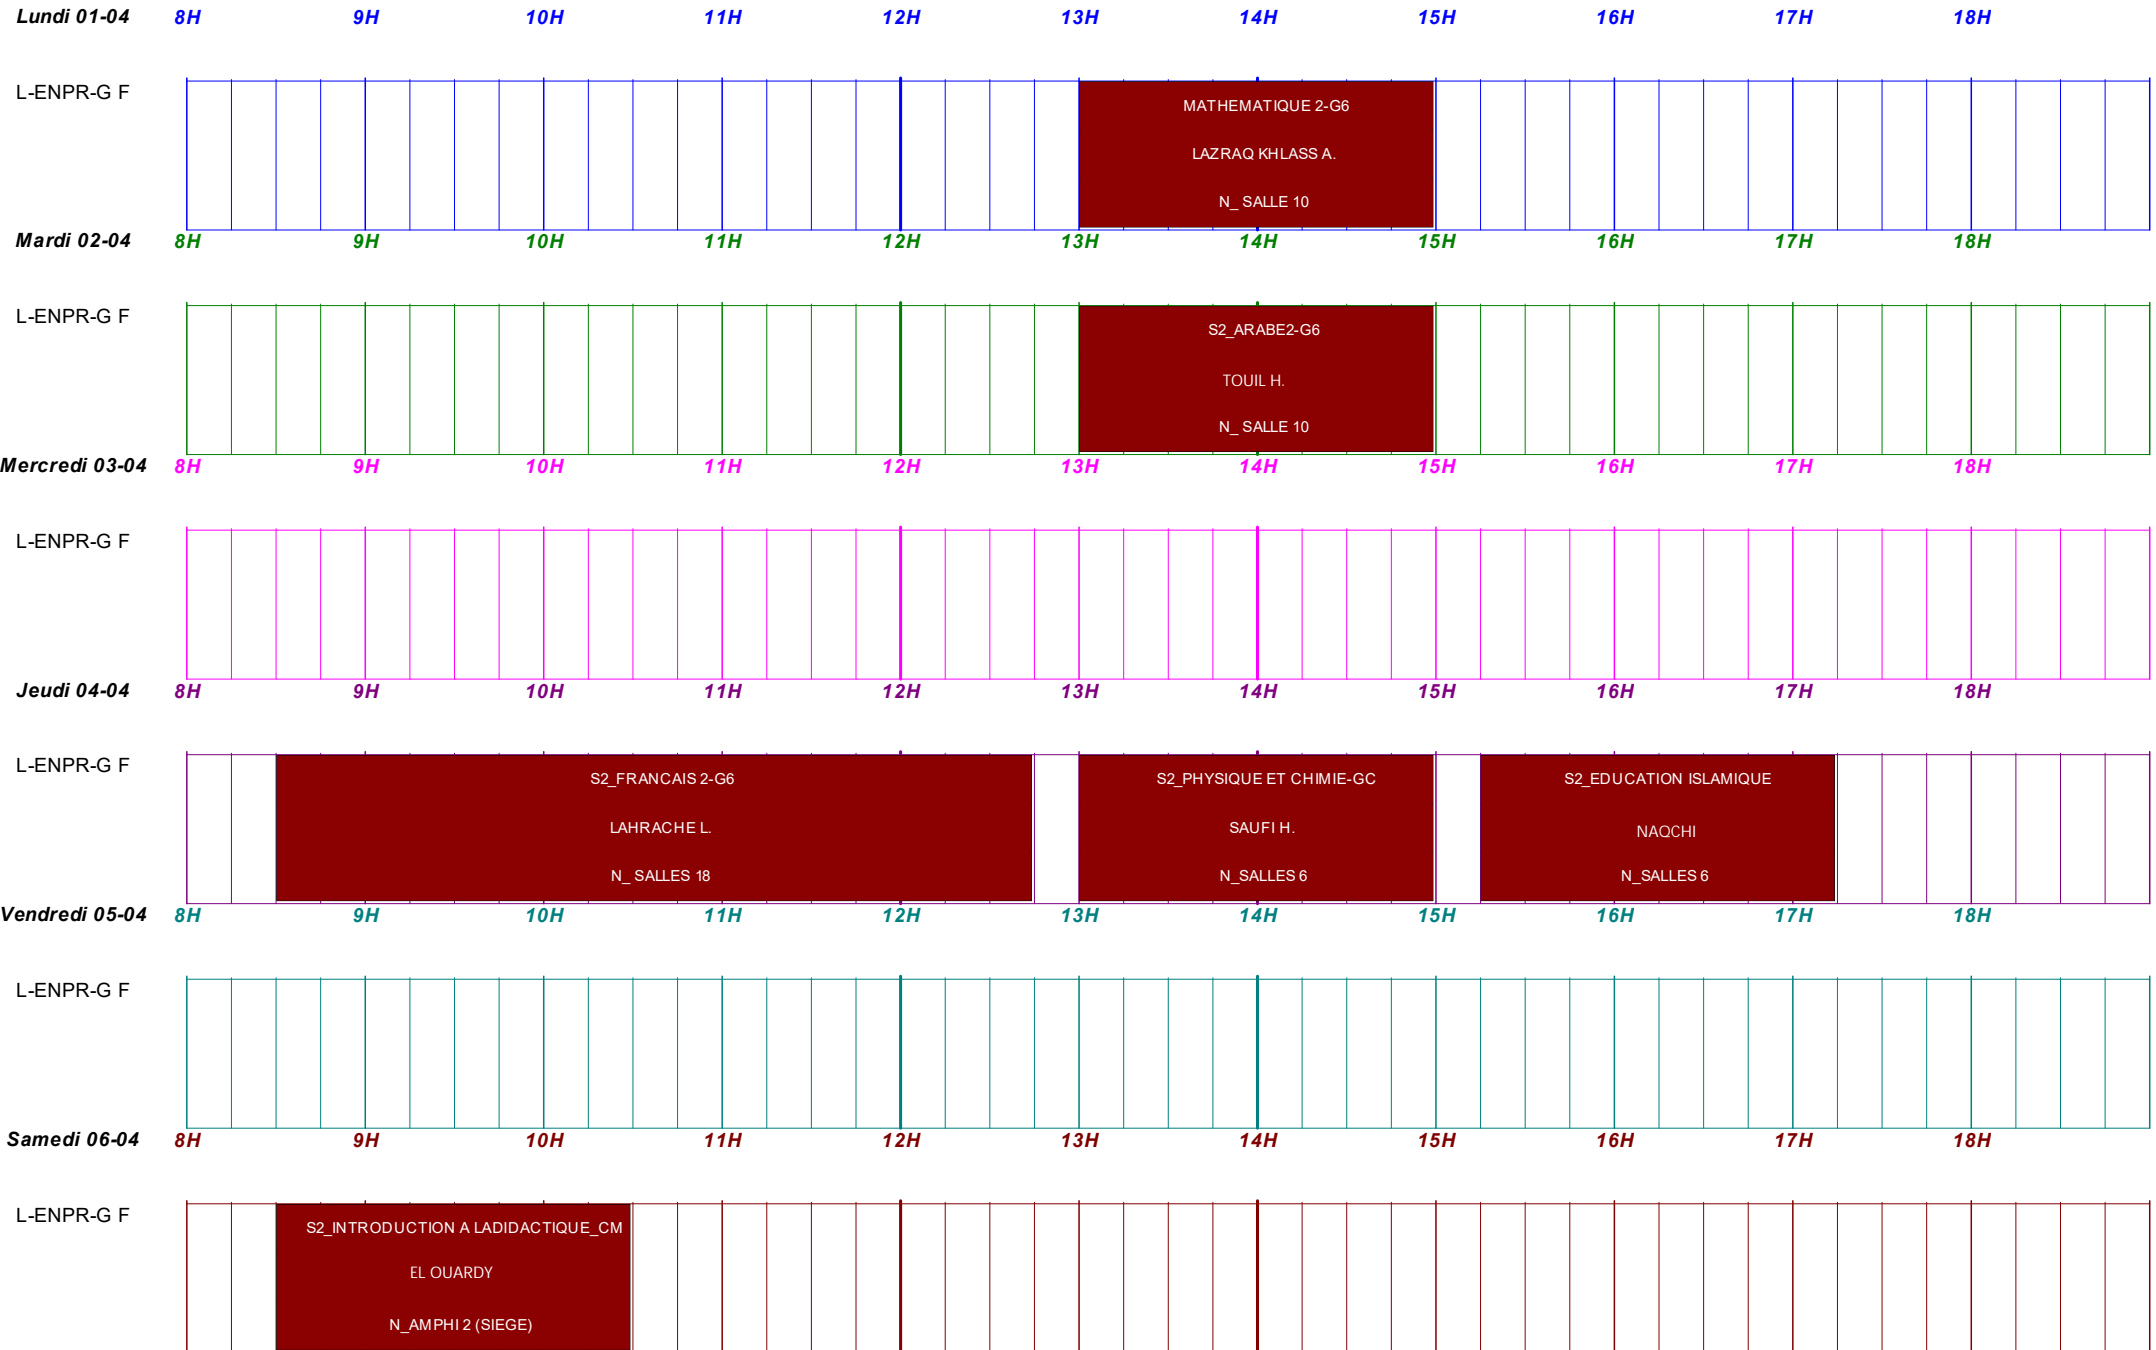 Lundi 01-04 8H 9H 10H 11H 12H 13H 14H 15H 16H 17H 18H
L-ENPR-G F
MATHEMATIQUE 2-G6
LAZRAQ KHLASS A.
N_ SALLE 10
Mardi 02-04 8H 9H 10H 11H 12H 13H 14H 15H 16H 17H 18H
L-ENPR-G F
S2_ARABE2-G6
TOUIL H.
N_ SALLE 10
Mercredi 03-04 8H 9H 10H 11H 12H 13H 14H 15H 16H 17H 18H
L-ENPR-G F
Jeudi 04-04 8H 9H 10H 11H 12H 13H 14H 15H 16H 17H 18H
L-ENPR-G F
S2_FRANCAIS 2-G6
LAHRACHE L.
N_ SALLES 18
S2_PHYSIQUE ET CHIMIE-GC
SAUFI H.
N_SALLES 6
S2_EDUCATION ISLAMIQUE
NAQCHI
N_SALLES 6
Vendredi 05-04 8H 9H 10H 11H 12H 13H 14H 15H 16H 17H 18H
L-ENPR-G F
Samedi 06-04 8H 9H 10H 11H 12H 13H 14H 15H 16H 17H 18H
L-ENPR-G F
S2_INTRODUCTION A LADIDACTIQUE_CM
EL OUARDY
N_AMPHI 2 (SIEGE)